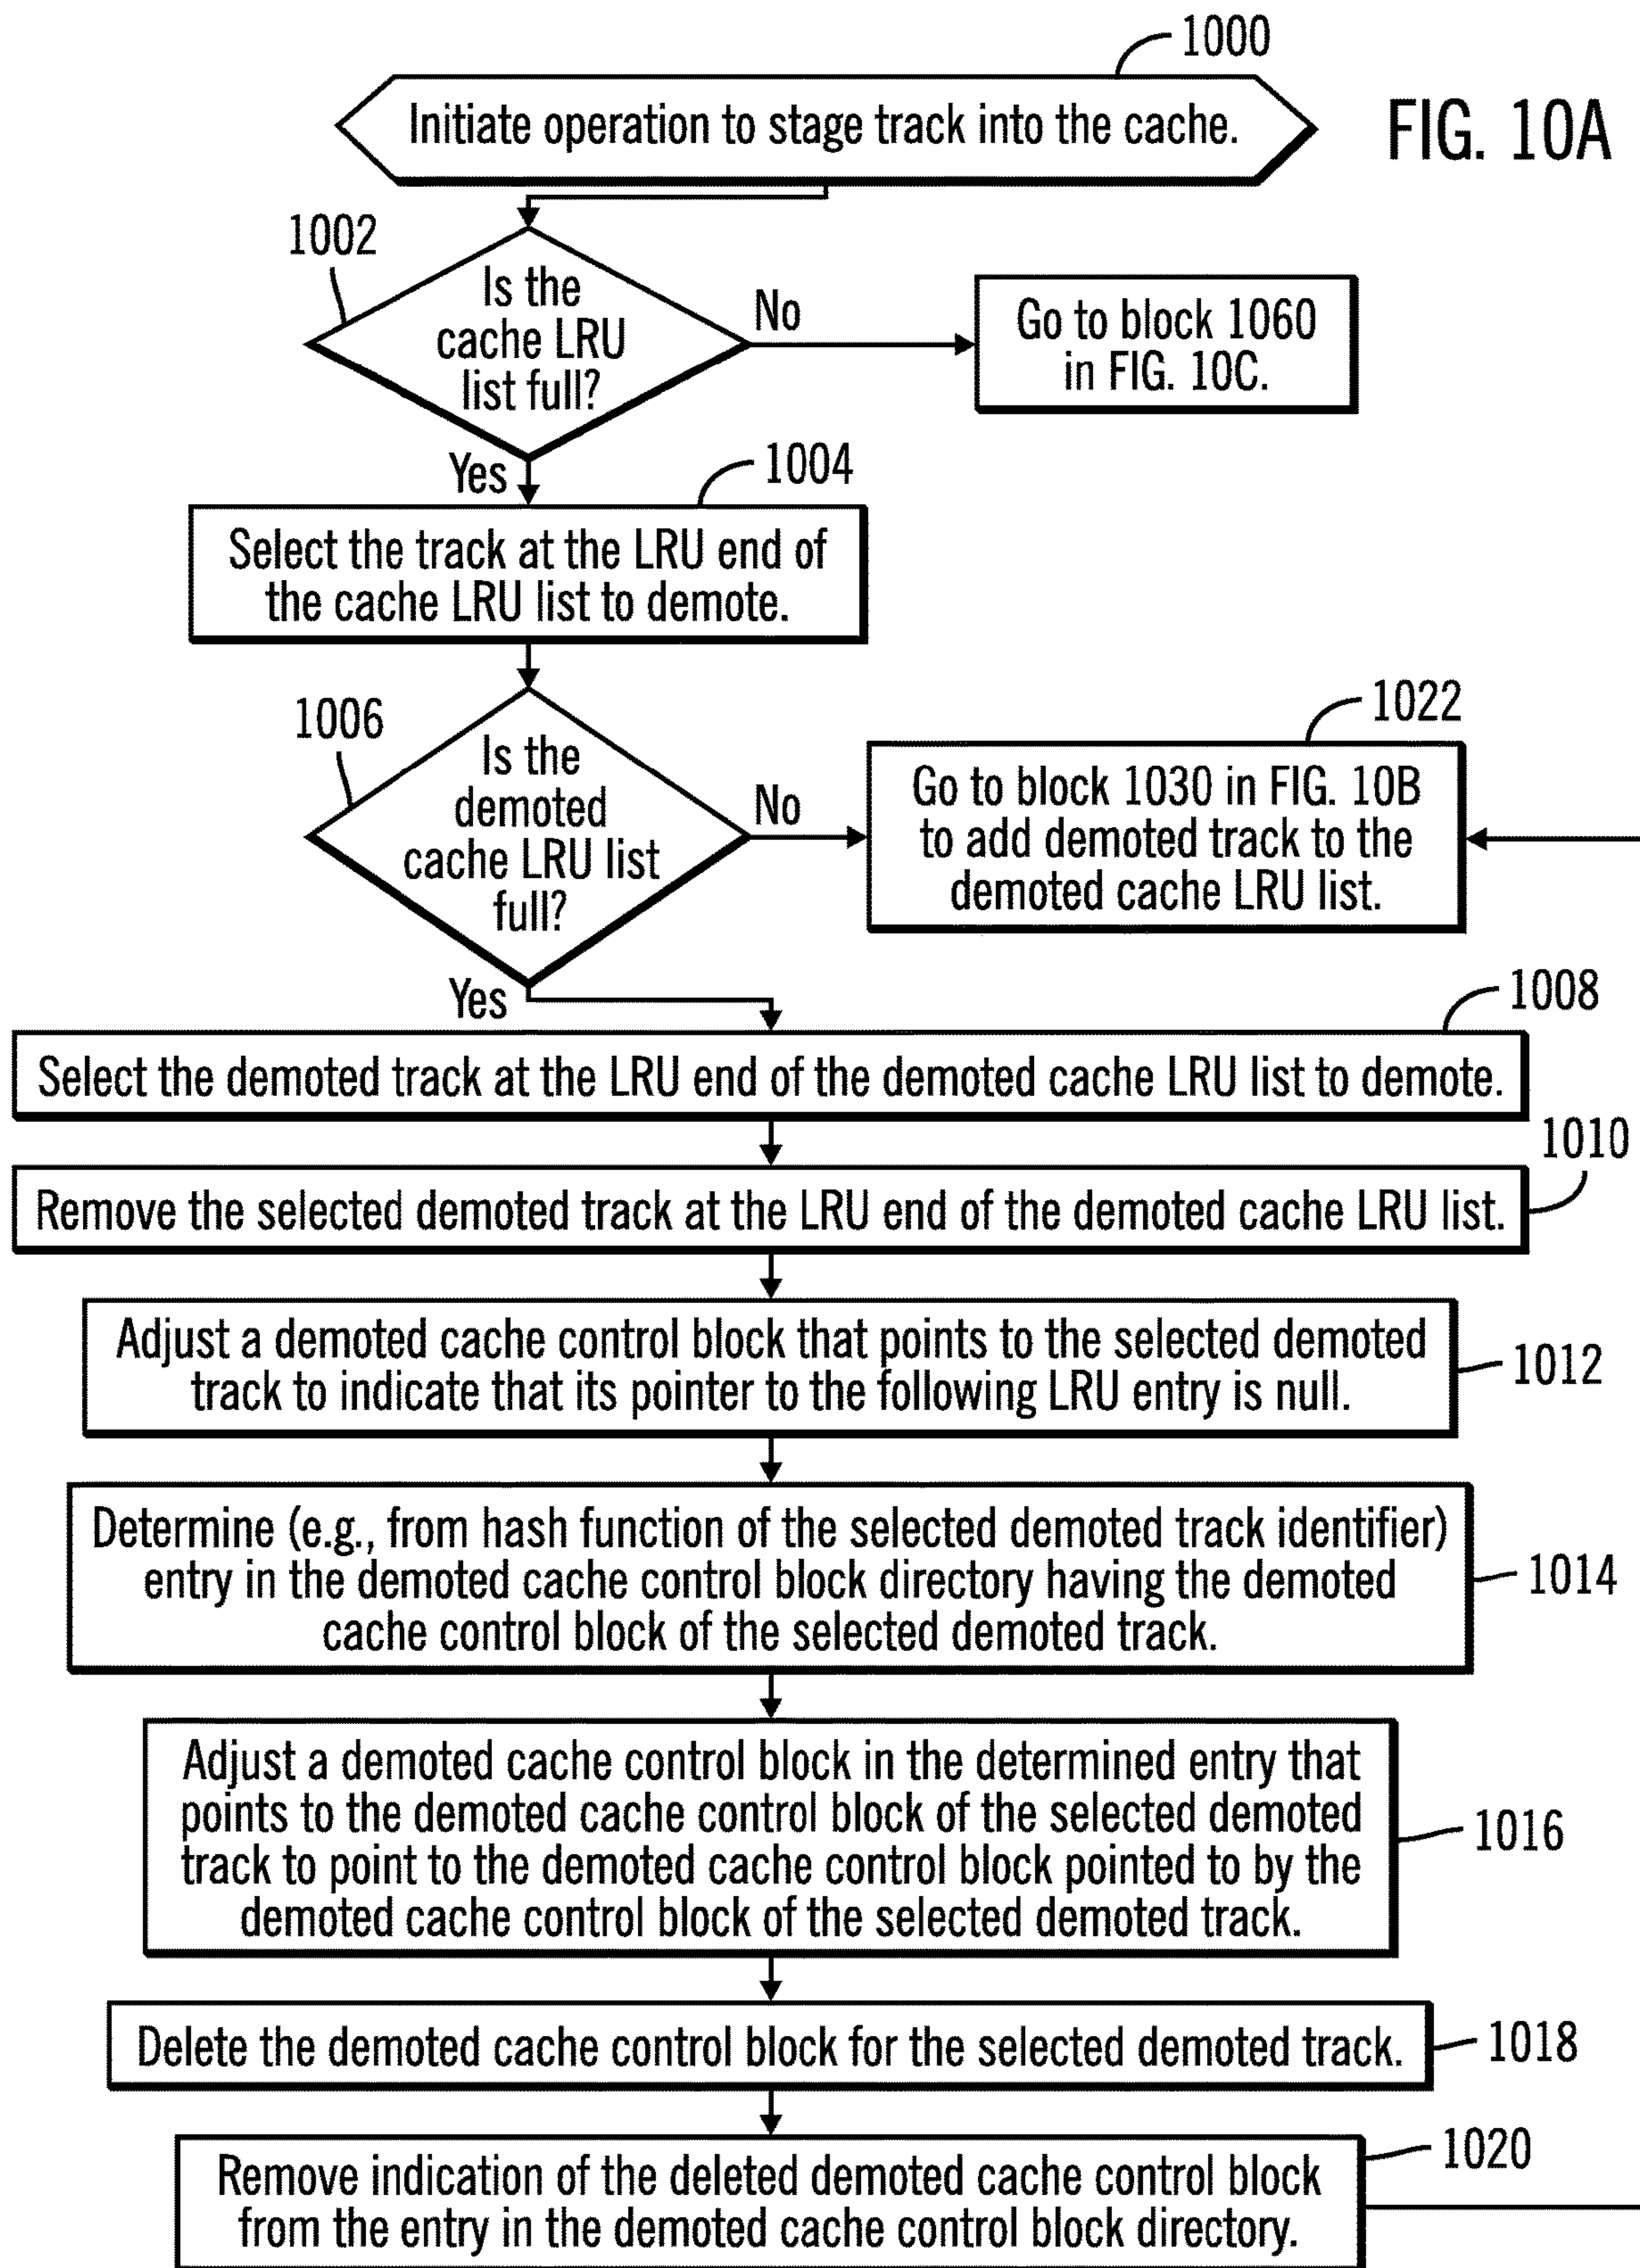 1000
Initiate operation to stage track into the cache.
FIG. 10A
1002
Is the
cache LRU
list full?
No
Go to block 1060
in FIG. 10C.
Yes
1004
Select the track at the LRU end of
the cache LRU list to demote.
1006
Is the
demoted
cache LRU list
full?
No
1022
Go to block 1030 in FIG. 10B
to add demoted track to the
demoted cache LRU list.
Yes
1008
Select the demoted track at the LRU end of the demoted cache LRU list to demote.
1010
Remove the selected demoted track at the LRU end of the demoted cache LRU list.
Adjust a demoted cache control block that points to the selected demoted
track to indicate that its pointer to the following LRU entry is null.
1012
Determine (e.g., from hash function of the selected demoted track identifier)
entry in the demoted cache control block directory having the demoted
cache control block of the selected demoted track.
1014
Adjust a demoted cache control block in the determined entry that
points to the demoted cache control block of the selected demoted
track to point to the demoted cache control block pointed to by the
demoted cache control block of the selected demoted track.
1016
Delete the demoted cache control block for the selected demoted track.
1018
Remove indication of the deleted demoted cache control block
from the entry in the demoted cache control block directory.
1020